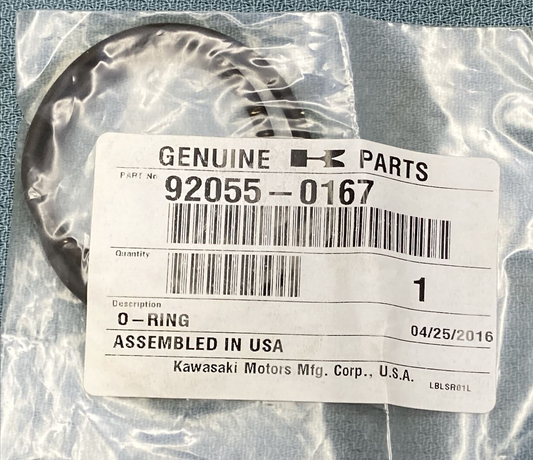 GENUINE K PARTS
PART No.
92055-0167
Quantity
1
Description
O-RING
04/25/2016
ASSEMBLED IN USA
Kawasaki Motors Mfg. Corp., U.S.A.
LBLSR01L